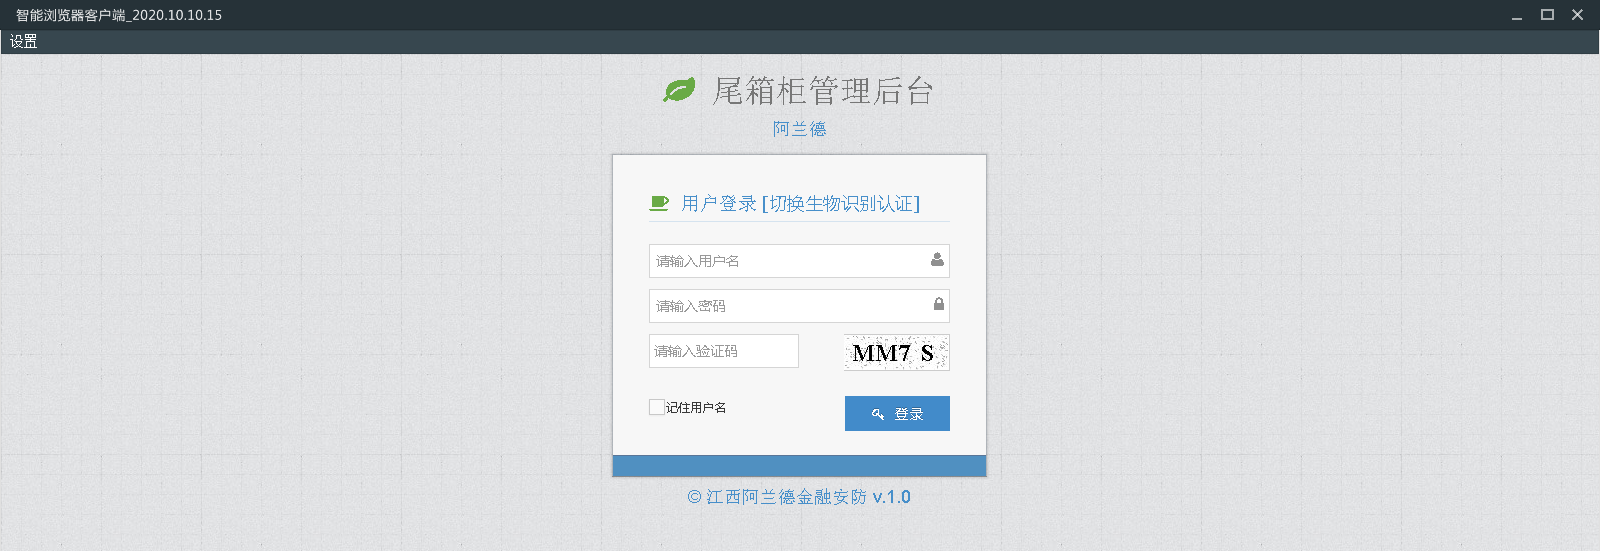 智能浏览器客户端_2020.10.10.15
设置
尾箱柜管理后台
阿兰德
用户登录 [切换生物识别认证]
请输入用户名
请输入密码
请输入验证码
MM7 S
记住用户名
登录
© 江西阿兰德金融安防 v.1.0